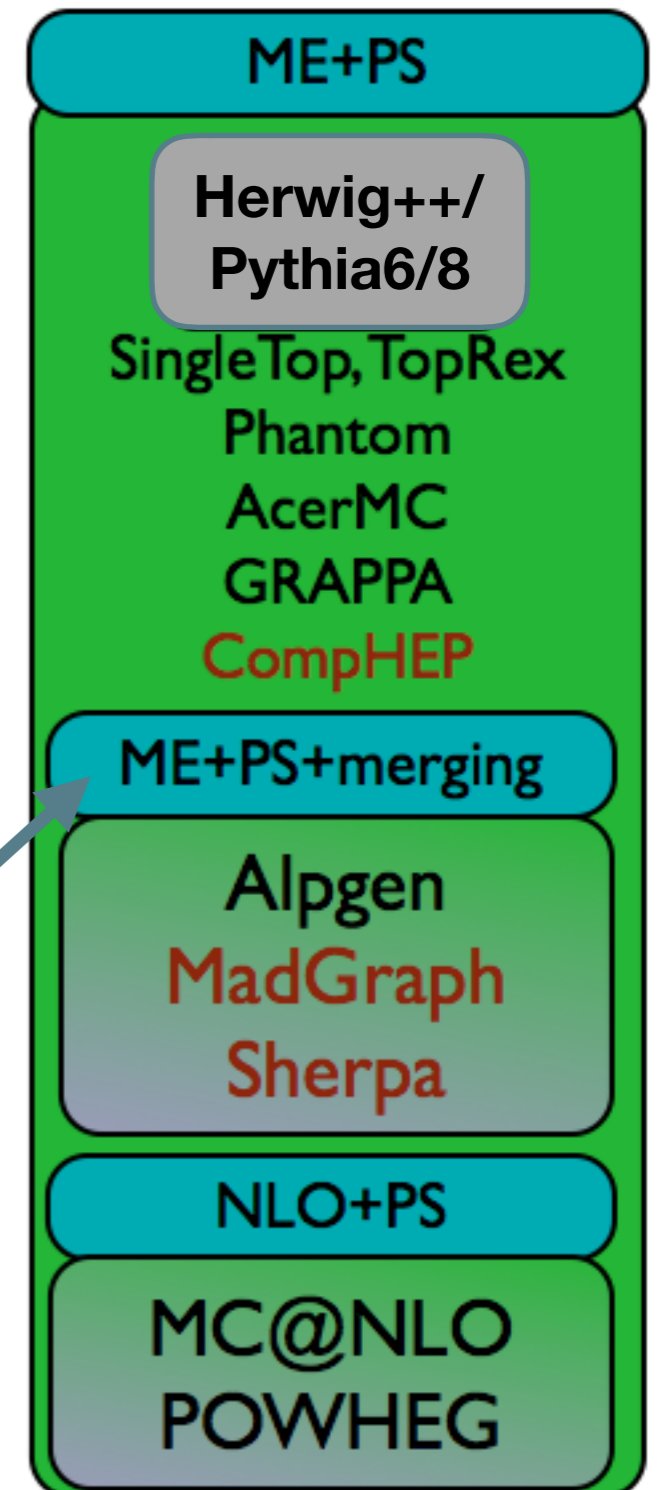 ME+PS
Herwig++/
Pythia6/8
SingleTop, TopRex
Phantom
AcerMC
GRAPPA
CompHEP
ME+PS+merging
Alpgen
MadGraph
Sherpa
NLO+PS
MC@NLO
POWHEG